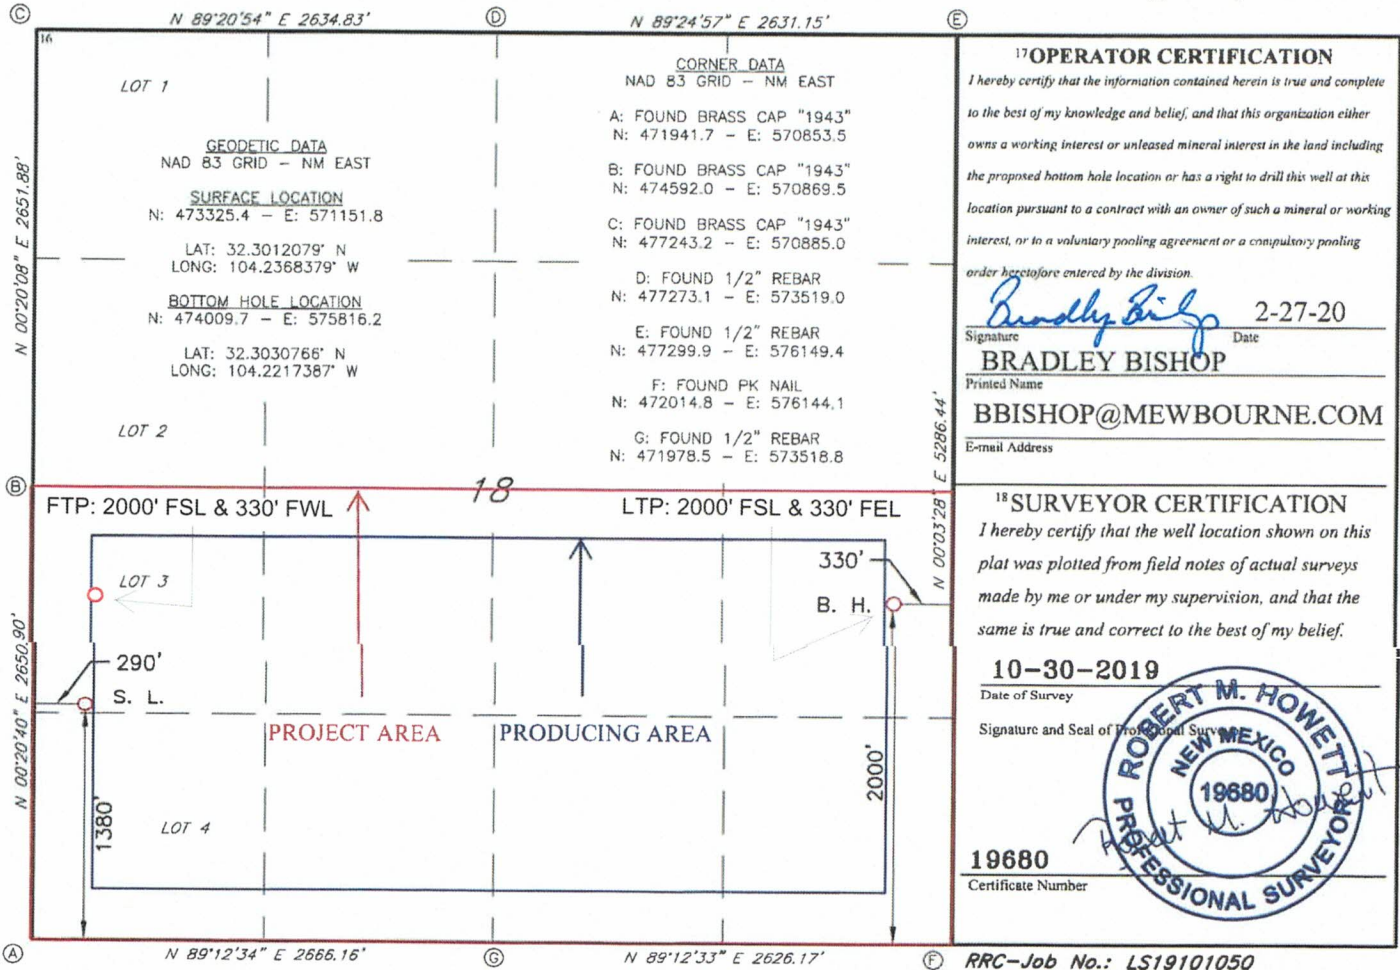 C
N 89°20'54" E 2634.83'
D
N 89°24'57" E 2631.15'
E
16
LOT 1
GEODETIC DATA
NAD 83 GRID - NM EAST
SURFACE LOCATION
N: 473325.4 - E: 571151.8
LAT: 32.3012079° N
LONG: 104.2368379° W
BOTTOM HOLE LOCATION
N: 474009.7 - E: 575816.2
LAT: 32.3030766° N
LONG: 104.2217387° W
LOT 2
N 00°20'08" E 2651.88'
CORNER DATA
NAD 83 GRID - NM EAST
A: FOUND BRASS CAP "1943"
N: 471941.7 - E: 570853.5
B: FOUND BRASS CAP "1943"
N: 474592.0 - E: 570869.5
C: FOUND BRASS CAP "1943"
N: 477243.2 - E: 570885.0
D: FOUND 1/2" REBAR
N: 477273.1 - E: 573519.0
E: FOUND 1/2" REBAR
N: 477299.9 - E: 576149.4
F: FOUND PK NAIL
N: 472014.8 - E: 576144.1
G: FOUND 1/2" REBAR
N: 471978.5 - E: 573518.8
N 00°03'28" E 5286.44'
B
18
FTP: 2000' FSL & 330' FWL
LTP: 2000' FSL & 330' FEL
LOT 3
330'
B. H.
N 00°20'40" E 2650.90'
290'
S. L.
PROJECT AREA
PRODUCING AREA
1380'
2000'
LOT 4
A
N 89°12'34" E 2666.16'
G
N 89°12'33" E 2626.17'
F
17 OPERATOR CERTIFICATION
I hereby certify that the information contained herein is true and complete
to the best of my knowledge and belief, and that this organization either
owns a working interest or unleased mineral interest in the land including
the proposed bottom hole location or has a right to drill this well at this
location pursuant to a contract with an owner of such a mineral or working
interest, or to a voluntary pooling agreement or a compulsory pooling
order heretofore entered by the division.
Bradley Bishop 2-27-20
Signature Date
BRADLEY BISHOP
Printed Name
BBISHOP@MEWBOURNE.COM
E-mail Address
18 SURVEYOR CERTIFICATION
I hereby certify that the well location shown on this
plat was plotted from field notes of actual surveys
made by me or under my supervision, and that the
same is true and correct to the best of my belief.
10-30-2019
Date of Survey
Signature and Seal of Professional Surveyor
ROBERT M. HOWETT
NEW MEXICO
19680
PROFESSIONAL SURVEYOR
Robert M. Howett
19680
Certificate Number
RRC-Job No.: LS19101050